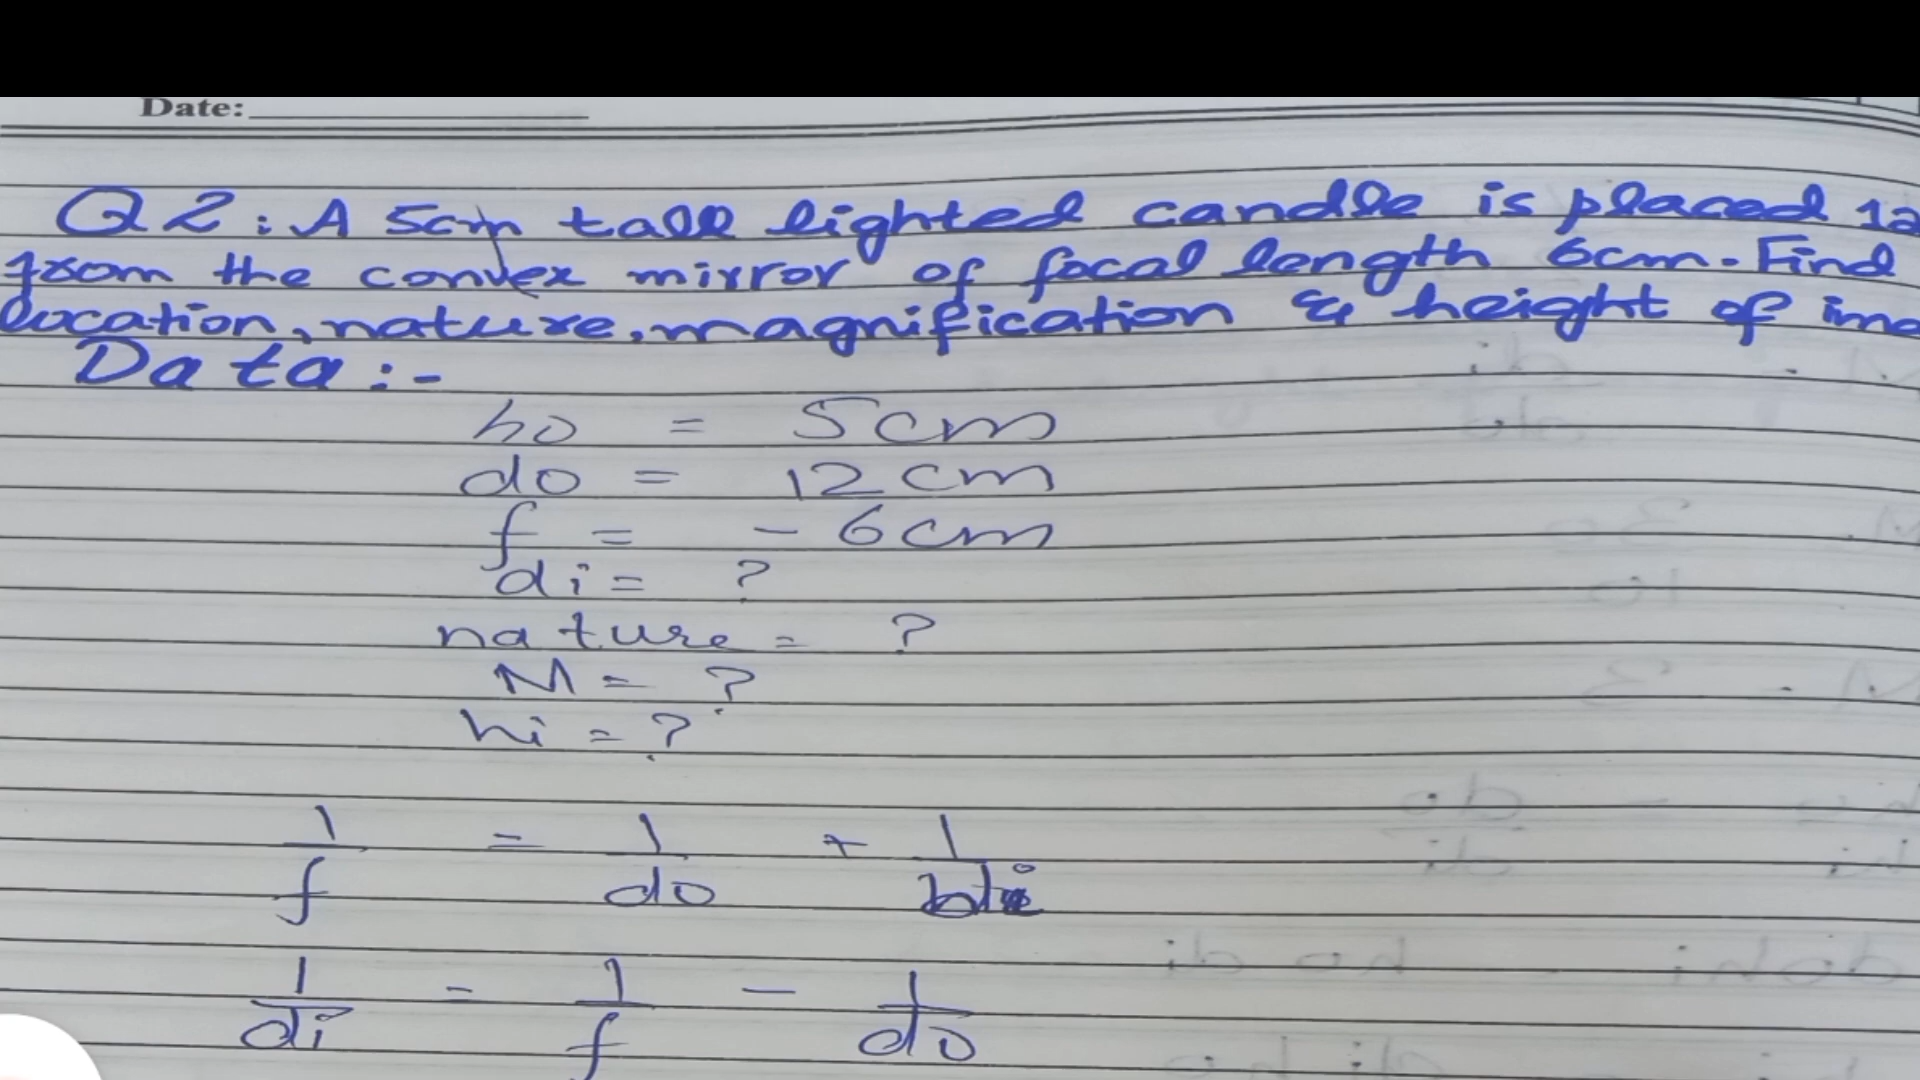 Date:
Q2: A 5cm tall lighted candle is placed 12
from the convex mirror of focal length 6cm. Find
location, nature, magnification & height of ima
Data:-
ho = 5cm
do = 12cm
f = - 6cm
di = ?
nature = ?
M = ?
hi = ?
1/f = 1/do + 1/di
1/di = 1/f - 1/do